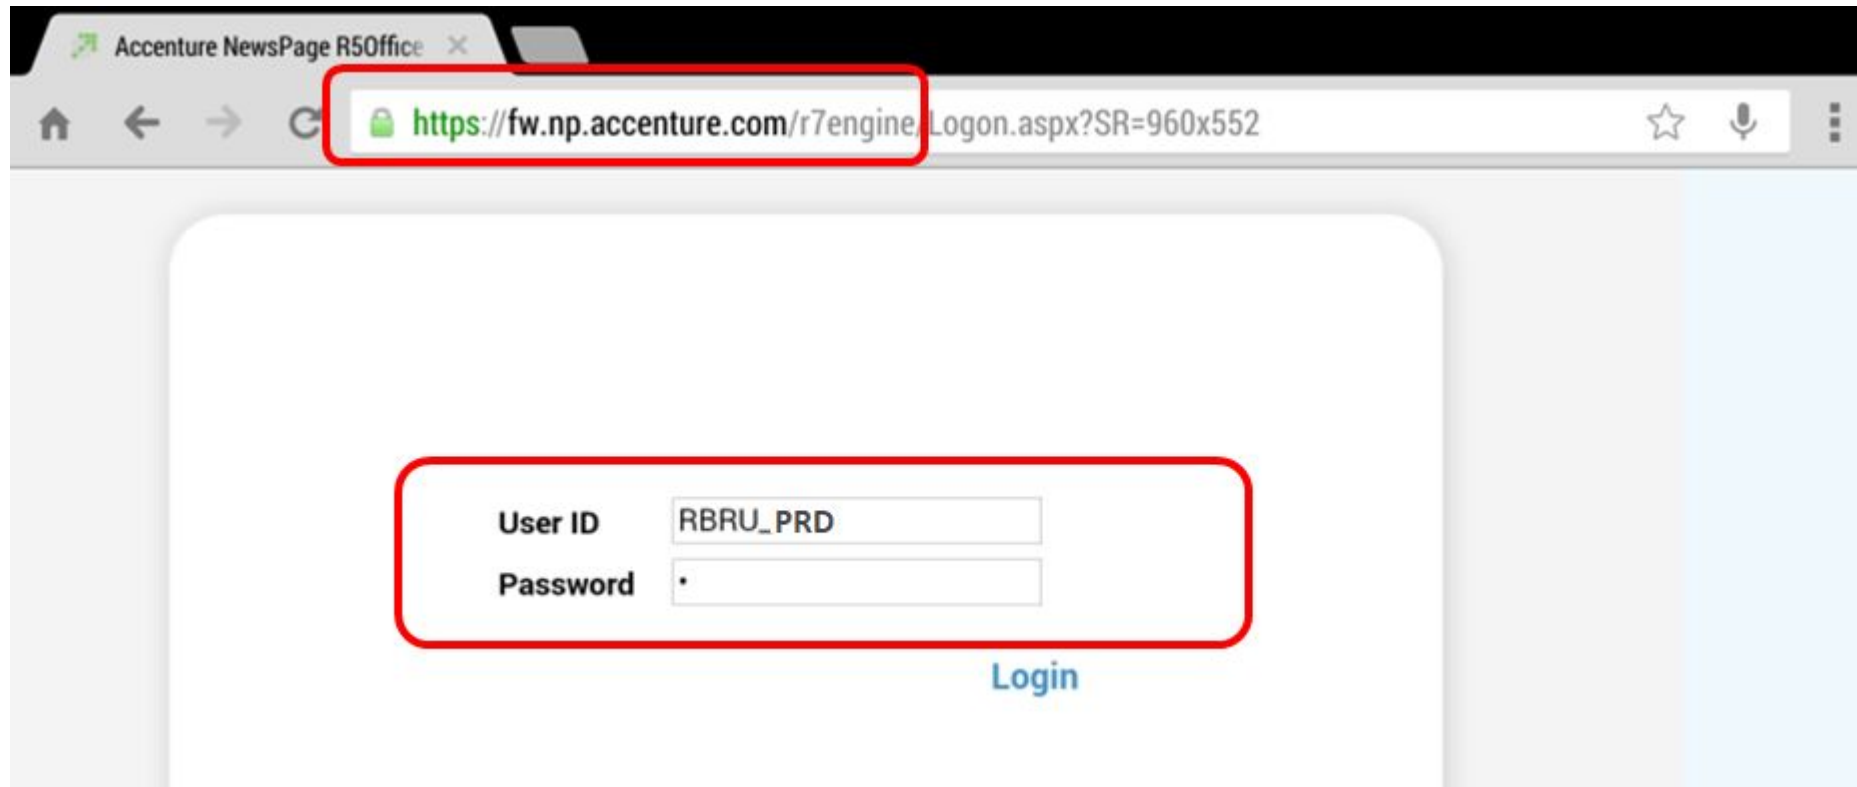 Accenture NewsPage R5Office
https://fw.np.accenture.com/r7engine/Logon.aspx?SR=960x552
User ID RBRU_PRD
Password •
Login